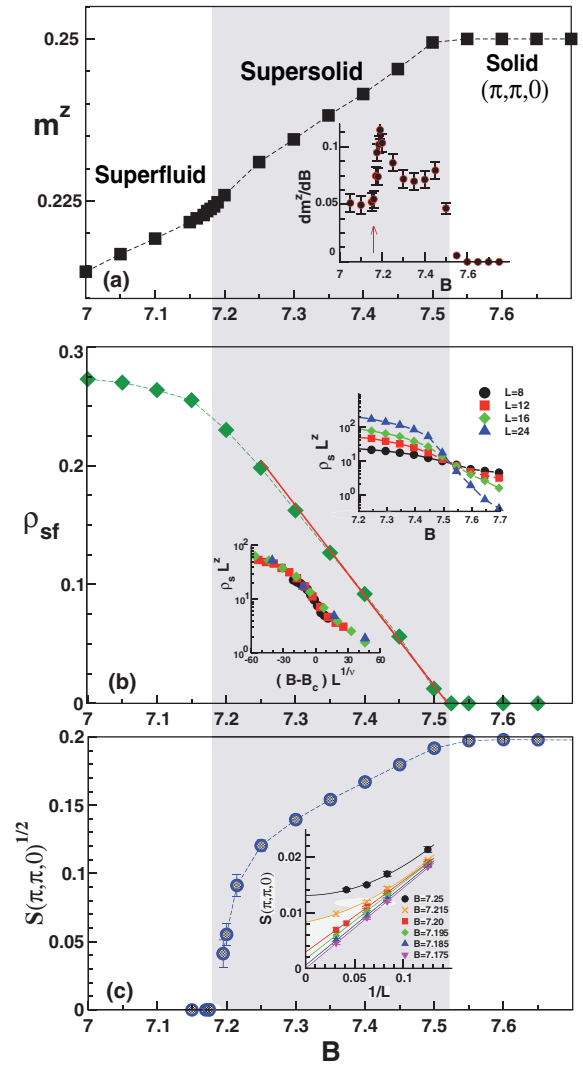 0.25
Supersolid
Solid
(π,π,0)
m^z
Superfluid
0.225
0.1
dm^z/dB
0.05
0
7 7.2 7.4 7.6
B
(a)
7 7.1 7.2 7.3 7.4 7.5 7.6
0.3
L=8
L=12
L=16
L=24
10^2
10^1
10^0
ρ_s L^z
7.2 7.3 7.4 7.5 7.6 7.7
B
0.2
ρ_sf
0.1
10^2
10^1
10^0
ρ_s L^z
-60 -30 0 30 60
( B-B_c ) L^{1/ν}
(b)
0
7 7.1 7.2 7.3 7.4 7.5 7.6
0.2
0.15
S(π,π,0)^{1/2}
0.1
0.02
0.01
0
S(π,π,0)
B=7.25
B=7.215
B=7.20
B=7.195
B=7.185
B=7.175
0.05 0.10
1/L
0.05
(c)
0
7 7.1 7.2 7.3 7.4 7.5 7.6
B